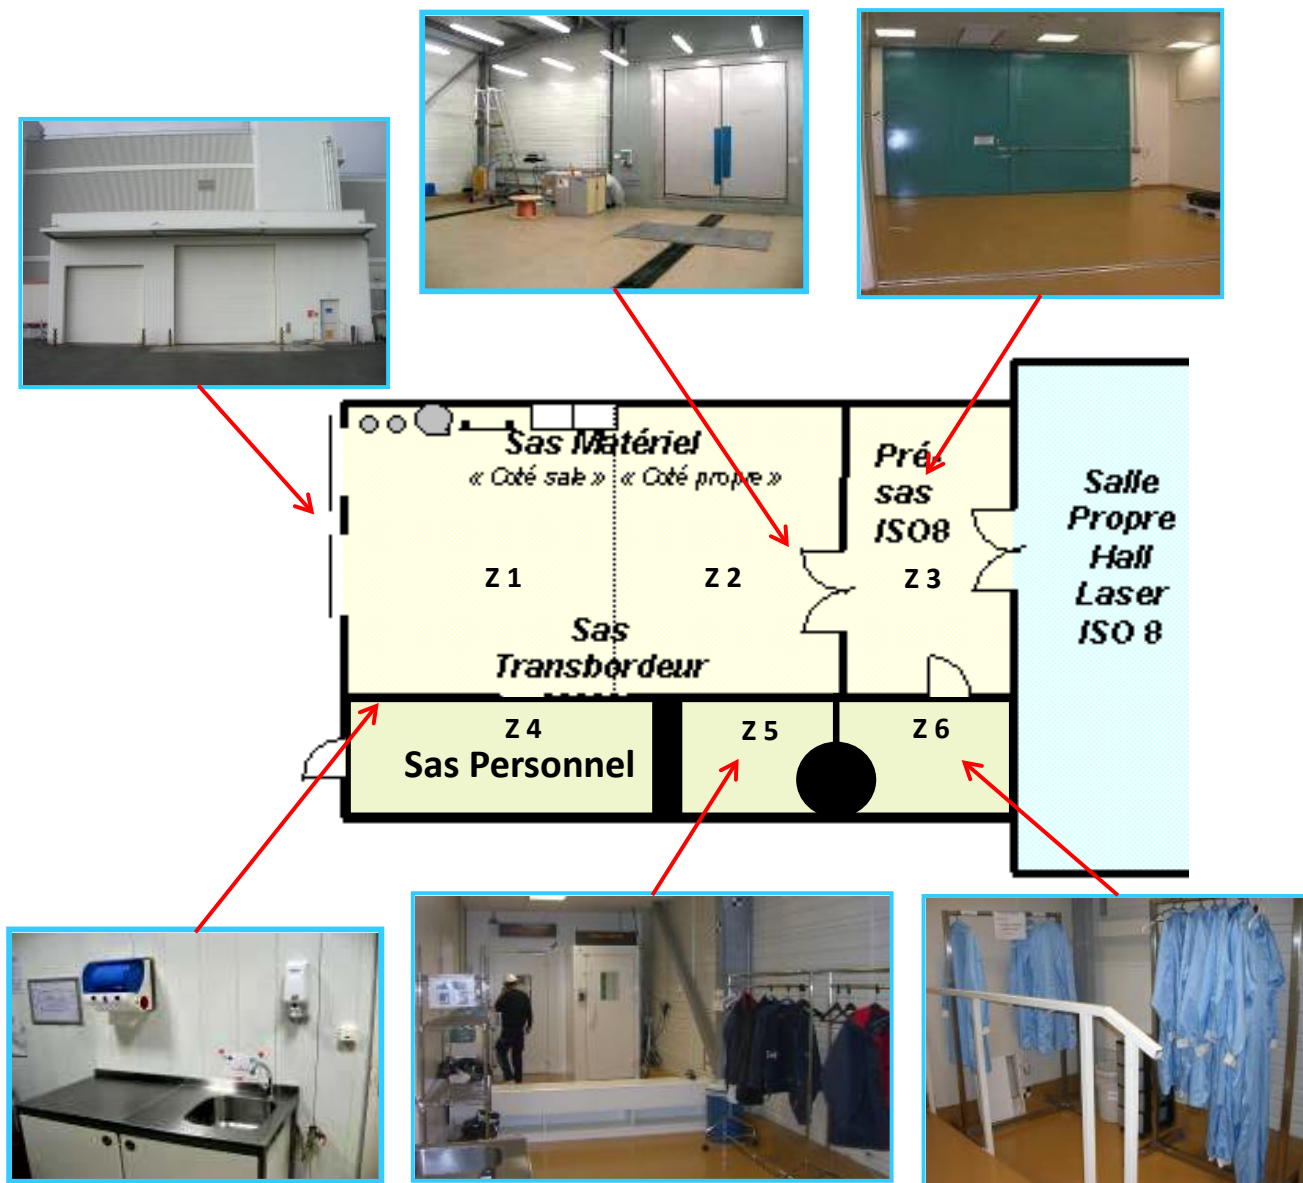 Sas Matériel
« Coté sale » « Coté propre »
Pré-
sas
ISO8
Salle
Propre
Hall
Laser
ISO 8
Z 1
Z 2
Z 3
Sas
Transbordeur
Z 4
Sas Personnel
Z 5
Z 6